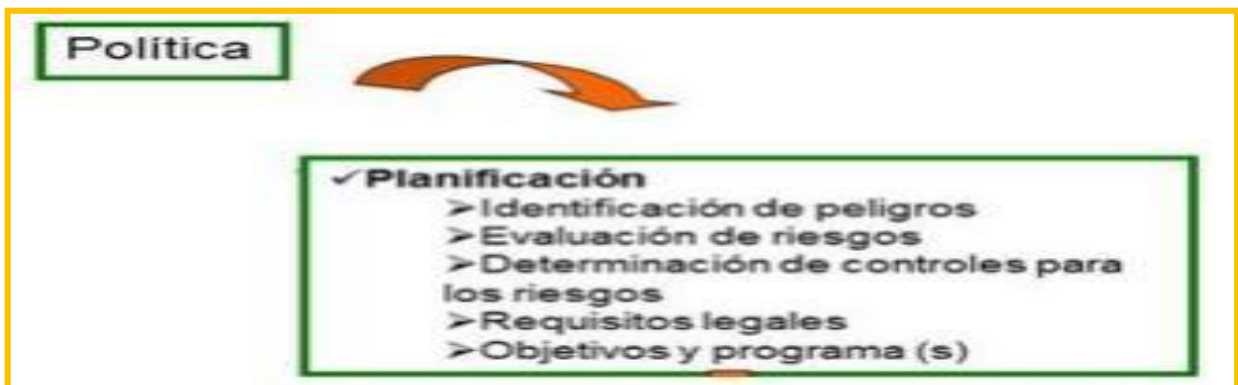 Política
✓Planificación
➢Identificación de peligros
➢Evaluación de riesgos
➢Determinación de controles para
los riesgos
➢Requisitos legales
➢Objetivos y programa (s)